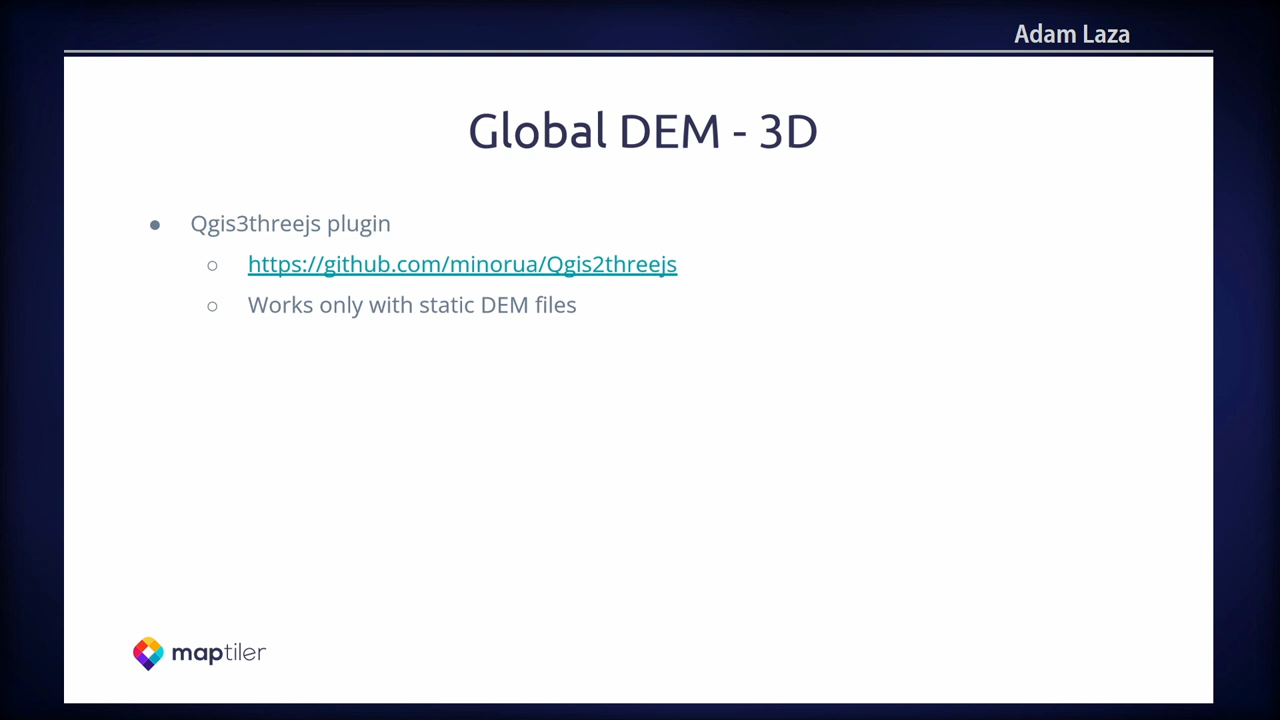 Adam Laza
Global DEM - 3D
● Qgis3threejs plugin
○ https://github.com/minorua/Qgis2threejs
○ Works only with static DEM files
maptiler